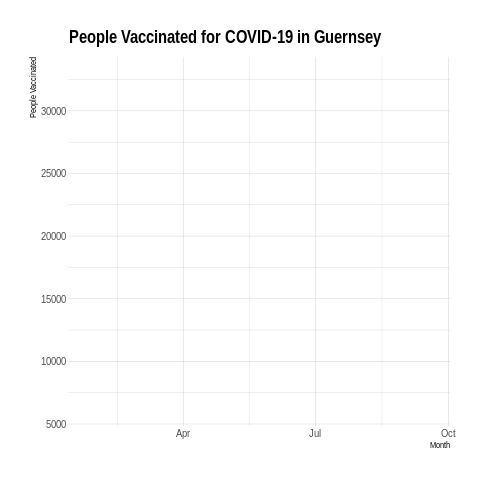 People Vaccinated for COVID-19 in Guernsey
People Vaccinated
30000
25000
20000
15000
10000
5000
Apr Jul Oct
Month